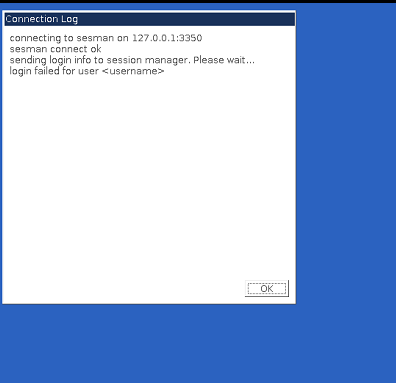 Connection Log
connecting to sesman on 127.0.0.1:3350
sesman connect ok
sending login info to session manager. Please wait...
login failed for user <username>
OK